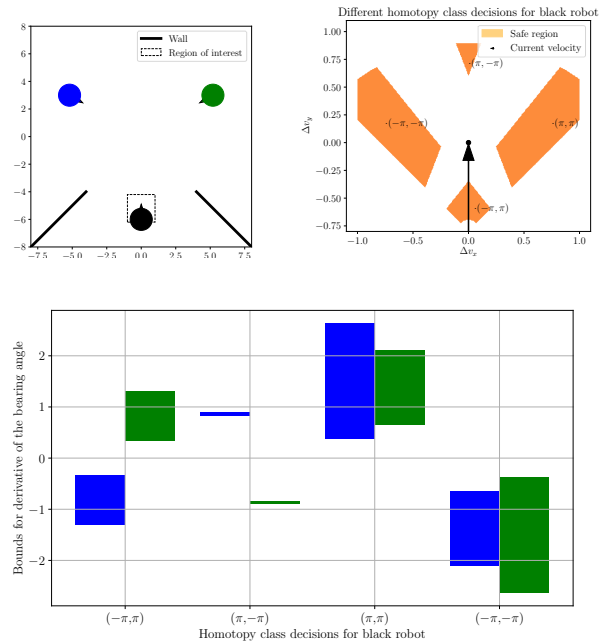 8
6
4
2
0
−2
−4
−6
−8
−7.5 −5.0 −2.5 0.0 2.5 5.0 7.5
Wall
Region of interest
Different homotopy class decisions for black robot
1.00
0.75
0.50
0.25
0.00
−0.25
−0.50
−0.75
Δv_y
−1.0 −0.5 0.0 0.5 1.0
Δv_x
Safe region
Current velocity
(π, −π)
(−π, −π)
(π, π)
(−π, π)
Bounds for derivative of the bearing angle
2
1
0
−1
−2
(−π,π) (π,−π) (π,π) (−π,−π)
Homotopy class decisions for black robot